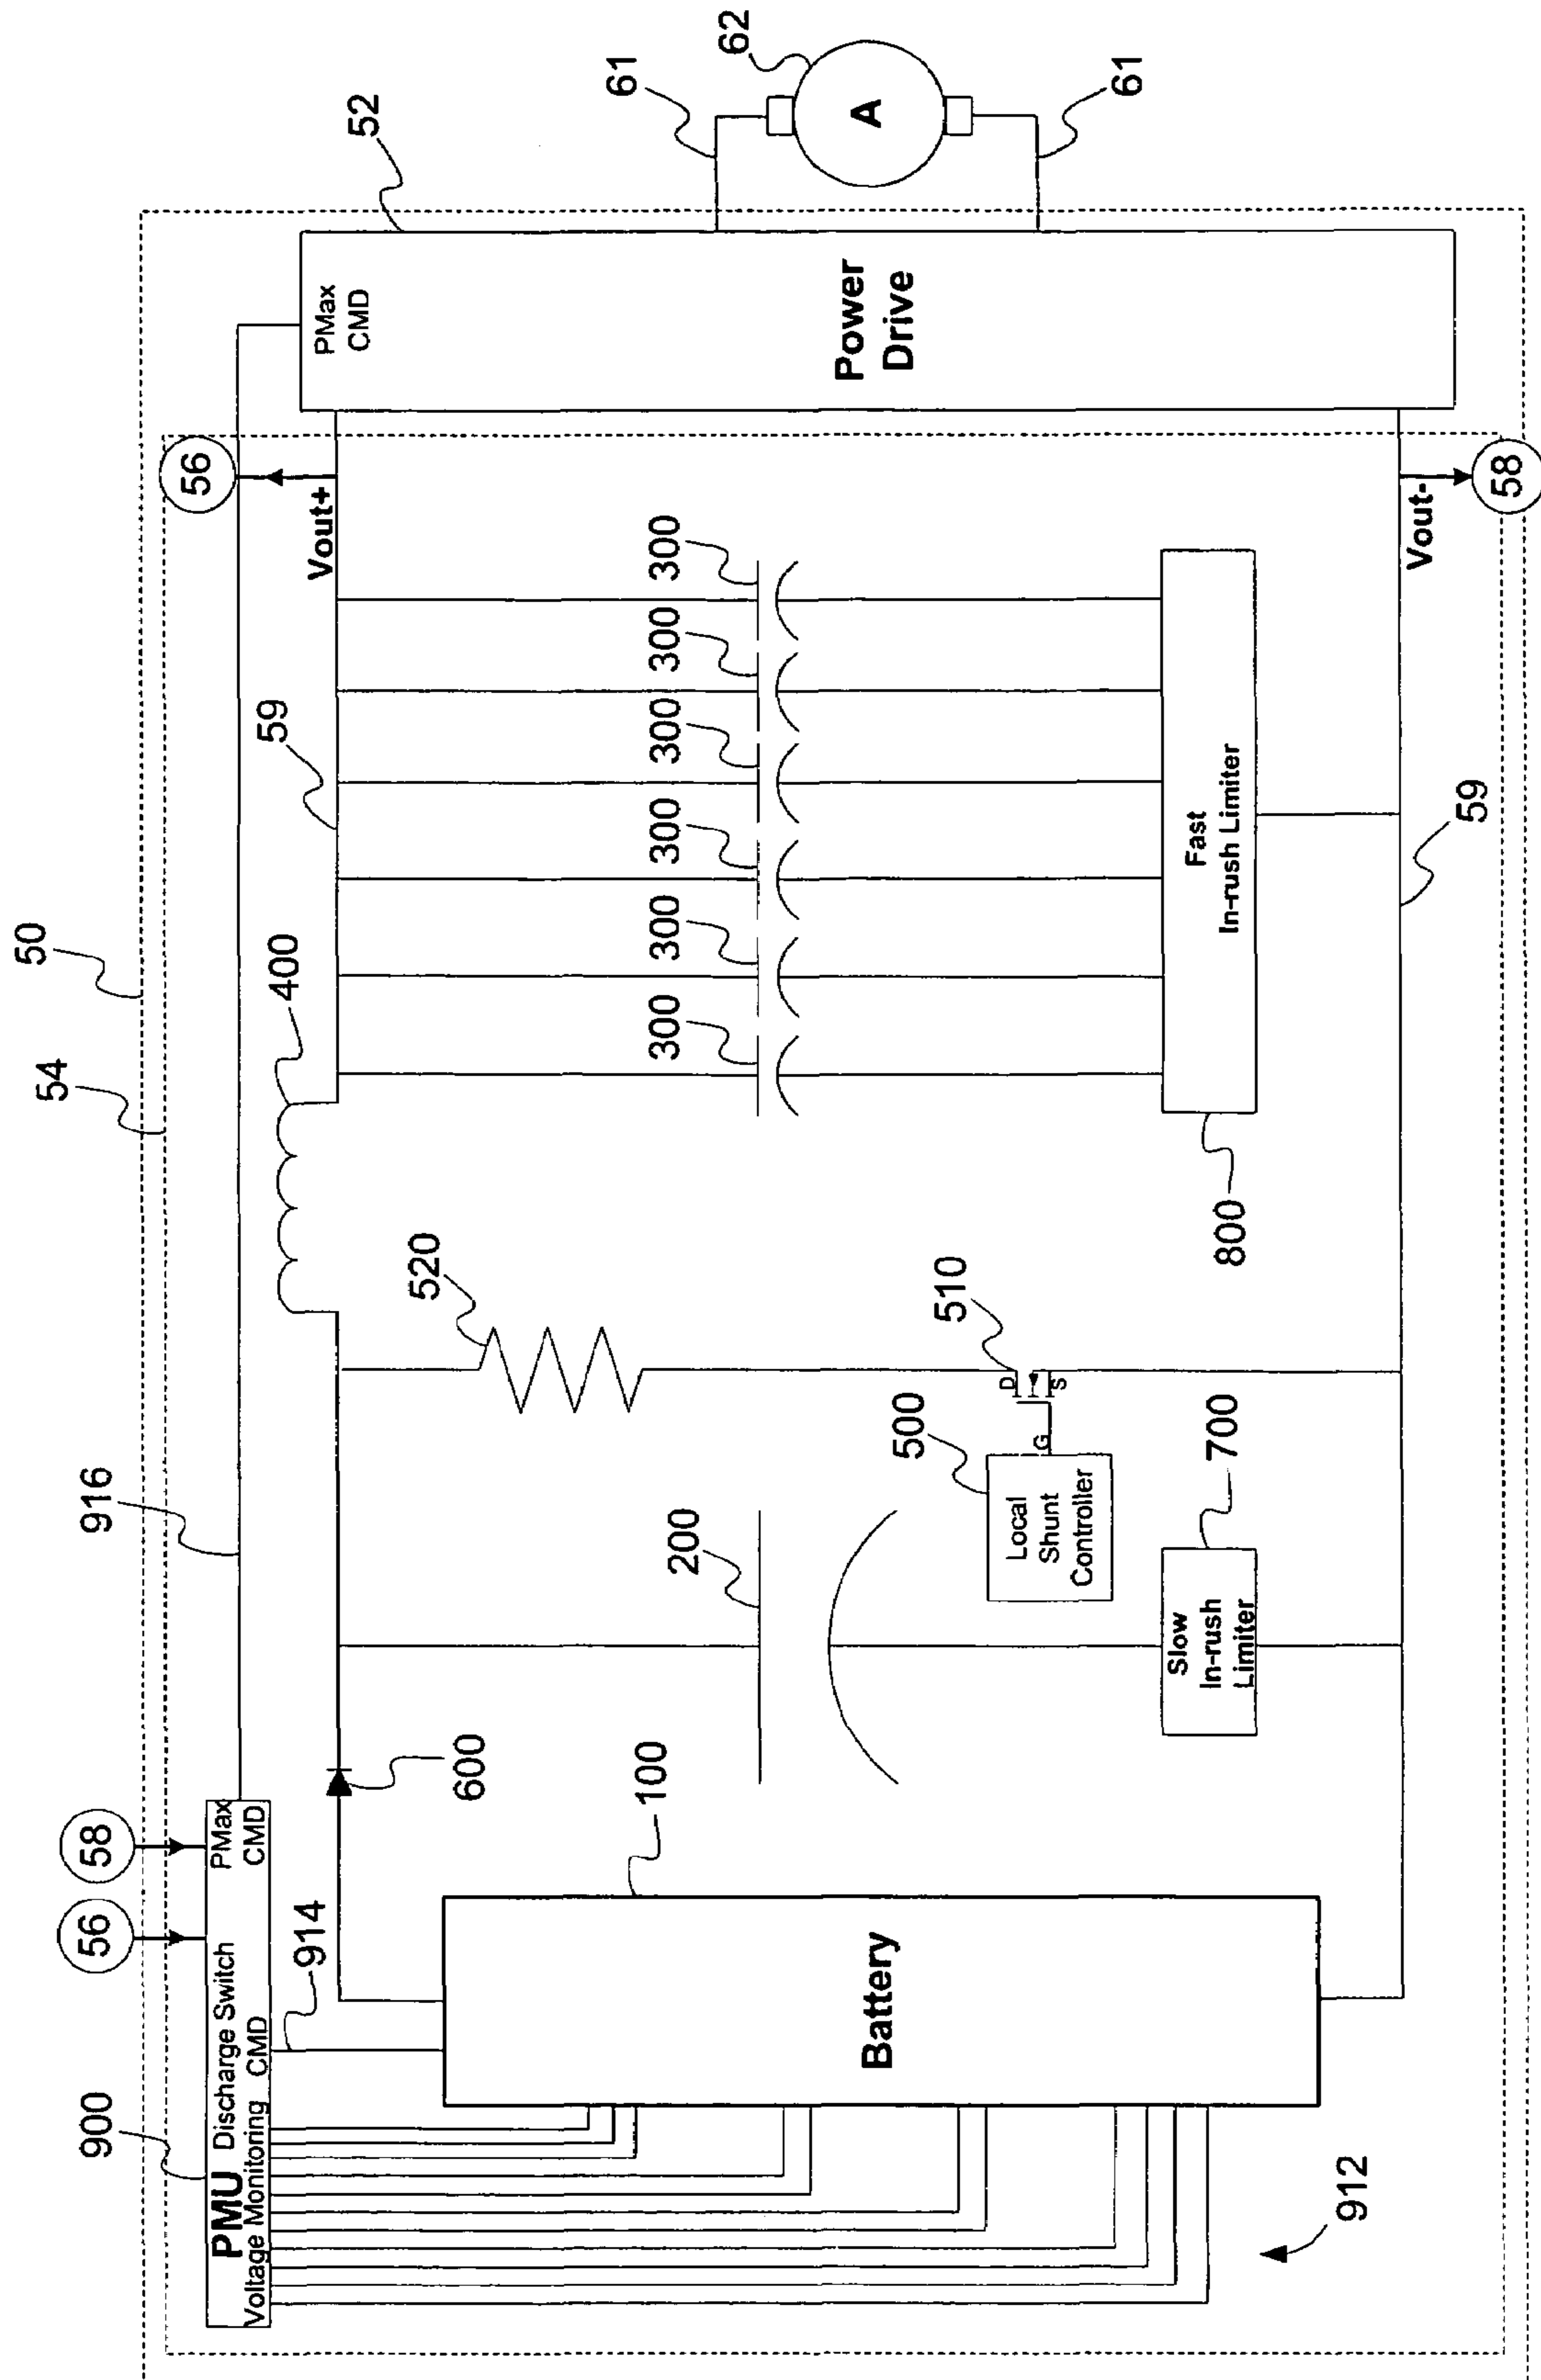 50
54
52
61
62
A
61
PMax
CMD
Power
Drive
56
Vout+
58
Vout-
59
59
300
300
300
300
300
300
Fast
In-rush Limiter
800
400
916
520
510
D
S
G
500
Local
Shunt
Controller
200
Slow
In-rush
Limiter
700
600
100
Battery
58
56
PMax
CMD
914
900
PMU
Discharge Switch
CMD
Voltage Monitoring
912